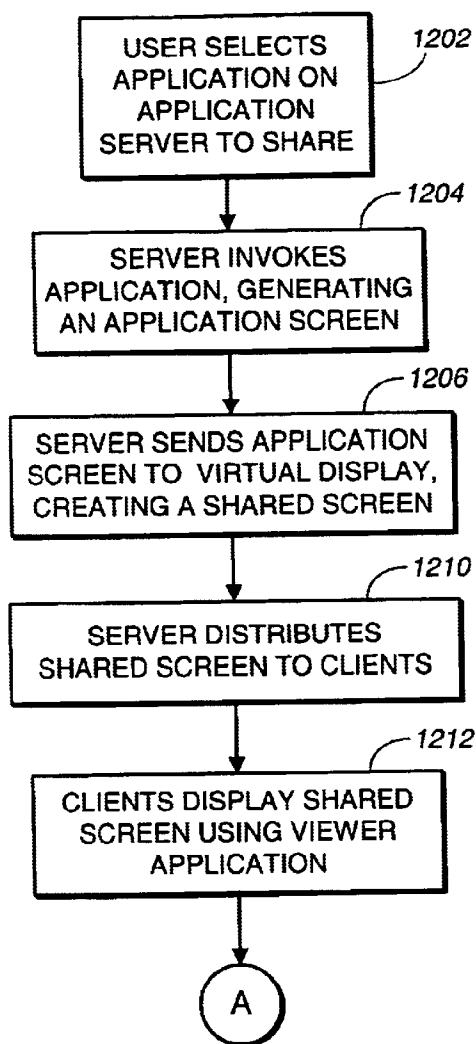 USER SELECTS
APPLICATION ON
APPLICATION
SERVER TO SHARE
1202
SERVER INVOKES
APPLICATION, GENERATING
AN APPLICATION SCREEN
1204
SERVER SENDS APPLICATION
SCREEN TO VIRTUAL DISPLAY,
CREATING A SHARED SCREEN
1206
SERVER DISTRIBUTES
SHARED SCREEN TO CLIENTS
1210
CLIENTS DISPLAY SHARED
SCREEN USING VIEWER
APPLICATION
1212
A